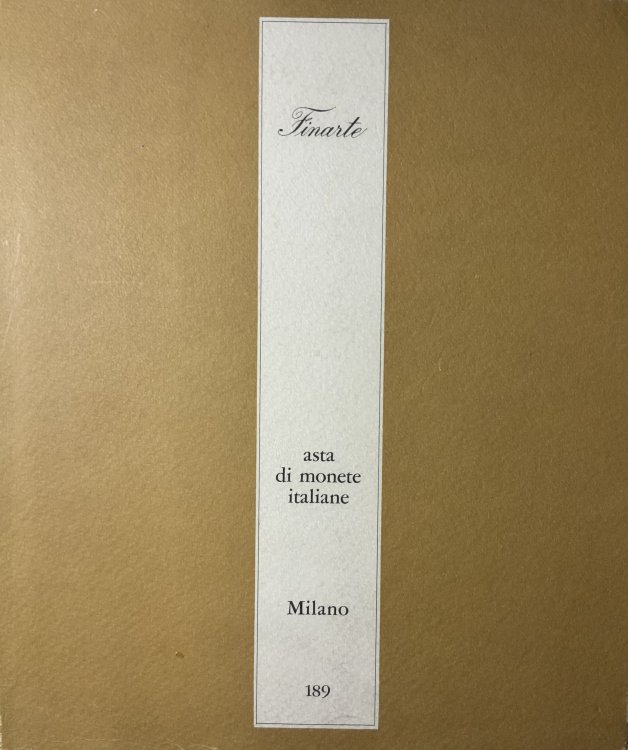 Finarte
asta
di monete
italiane
Milano
189